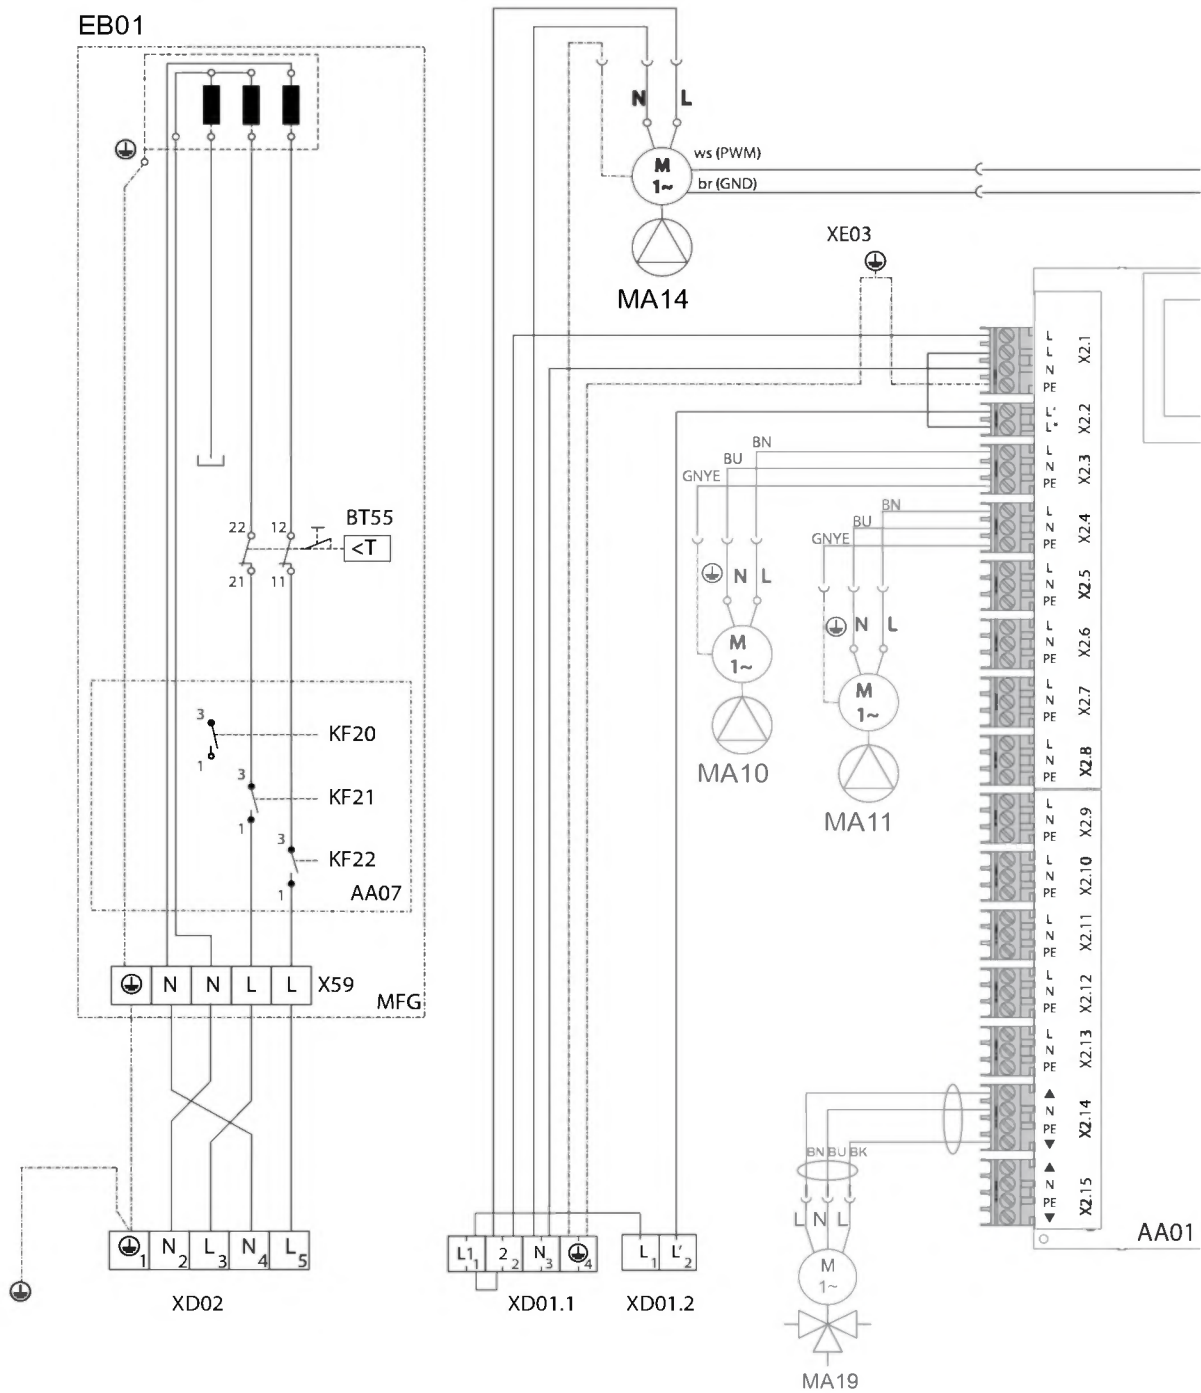 EB01
N L
M
1~
ws (PWM)
br (GND)
MA14
XE03
BT55
22 12
<T
21 11
3
KF20
1
3
KF21
1
3
KF22
1
AA07
N N L L X59
MFG
1 N2 L3 N4 L5
XD02
L1 1 2 2 N 3 4
XD01.1
L 1 L' 2
XD01.2
BN
BU
GNYE
N L
M
1~
MA10
BN
BU
GNYE
N L
M
1~
MA11
BN BU BK
L N L
M
1~
MA19
L
L
N
PE
X2.1
L'
L*
X2.2
L
N
PE
X2.3
L
N
PE
X2.4
L
N
PE
X2.5
L
N
PE
X2.6
L
N
PE
X2.7
L
N
PE
X2.8
L
N
PE
X2.9
L
N
PE
X2.10
L
N
PE
X2.11
L
N
PE
X2.12
L
N
PE
X2.13
▲
N
PE
▼
X2.14
▲
N
PE
▼
X2.15
AA01